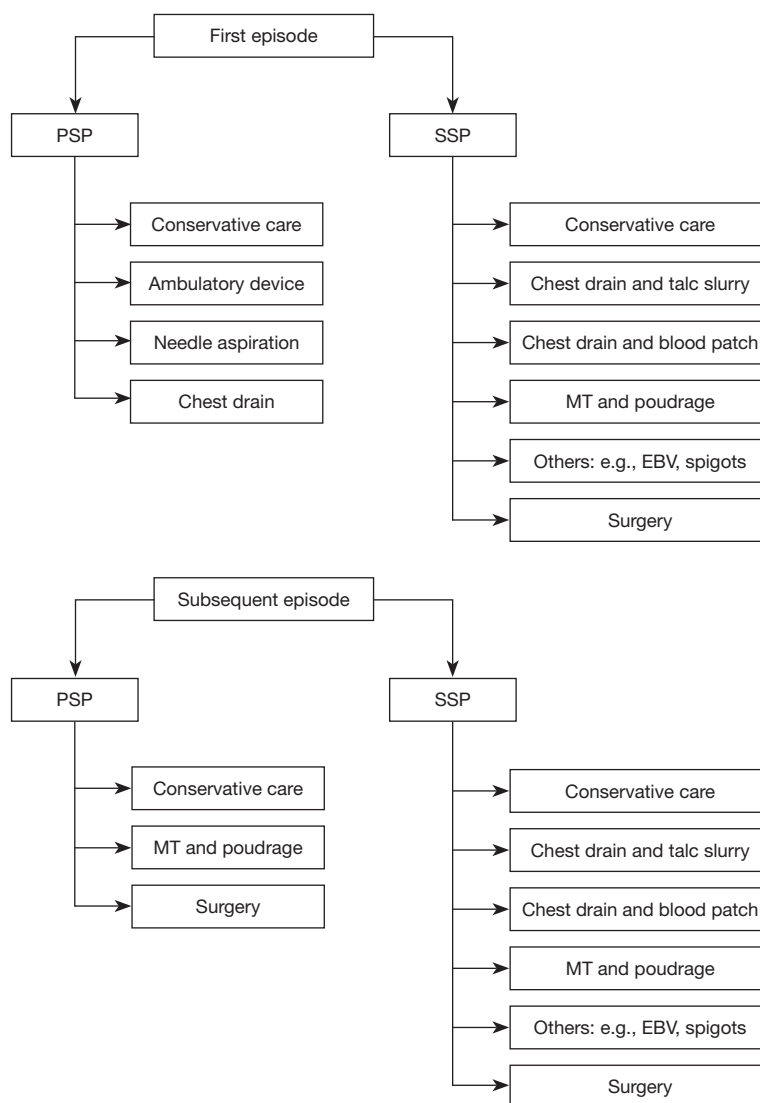 First episode
PSP
SSP
Conservative care
Ambulatory device
Needle aspiration
Chest drain
Conservative care
Chest drain and talc slurry
Chest drain and blood patch
MT and poudrage
Others: e.g., EBV, spigots
Surgery
Subsequent episode
PSP
SSP
Conservative care
MT and poudrage
Surgery
Conservative care
Chest drain and talc slurry
Chest drain and blood patch
MT and poudrage
Others: e.g., EBV, spigots
Surgery